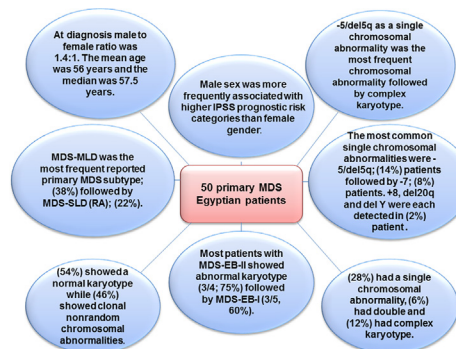 At diagnosis male to
female ratio was
1.4:1. The mean age
was 56 years and the
median was 57.5
years.
Male sex was more
frequently associated with
higher IPSS prognostic risk
categories than female
gender.
-5/del5q as a single
chromosomal
abnormality was the
most frequent
chromosomal
abnormality followed
by complex
karyotype.
MDS-MLD was the
most frequent reported
primary MDS subtype;
(38%) followed by
MDS-SLD (RA); (22%).
50 primary MDS
Egyptian patients
The most common
single chromosomal
abnormalities were -
5/del5q; (14%) patients
followed by -7; (8%)
patients. +8, del20q
and del Y were each
detected in (2%)
patient .
(54%) showed a
normal karyotype
while (46%)
showed clonal
nonrandom
chromosomal
abnormalities.
Most patients with
MDS-EB-II showed
abnormal karyotype
(3/4; 75%) followed
by MDS-EB-I (3/5,
60%).
(28%) had a single
chromosomal
abnormality, (6%)
had double and
(12%) had complex
karyotype.